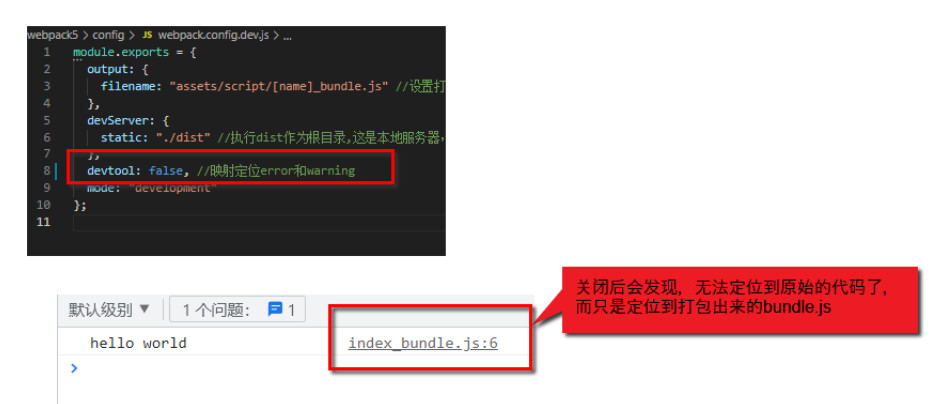 webpack5 > config > JS webpack.config.dev.js > ...
1 module.exports = {
2 output: {
3 filename: "assets/script/[name]_bundle.js" //设置打
4 },
5 devServer: {
6 static: "./dist" //执行dist作为根目录,这是本地服务器,
7 },
8 devtool: false, //映射定位error和warning
9 mode: "development"
10 };
11
关闭后会发现, 无法定位到原始的代码了,
而只是定位到打包出来的bundle.js
默认级别 ▼ 1 个问题: 1
hello world index_bundle.js:6
>